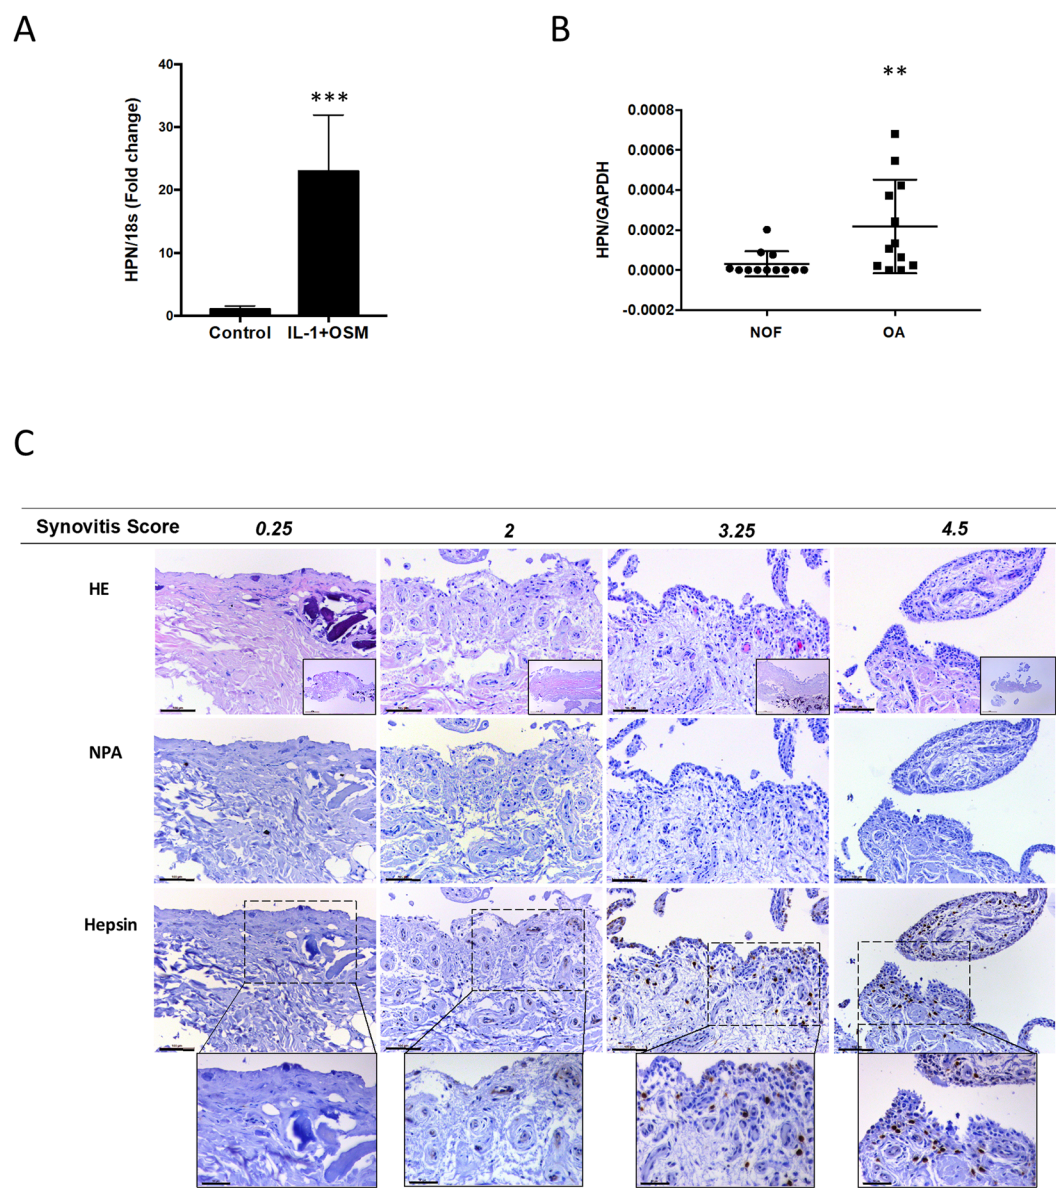 A
B
HPN/18s (Fold change)
40
30
20
10
0
***
Control IL-1+OSM
HPN/GAPDH
**
0.0008
0.0006
0.0004
0.0002
0.0000
-0.0002
NOF OA
C
Synovitis Score 0.25 2 3.25 4.5
HE
NPA
Hepsin